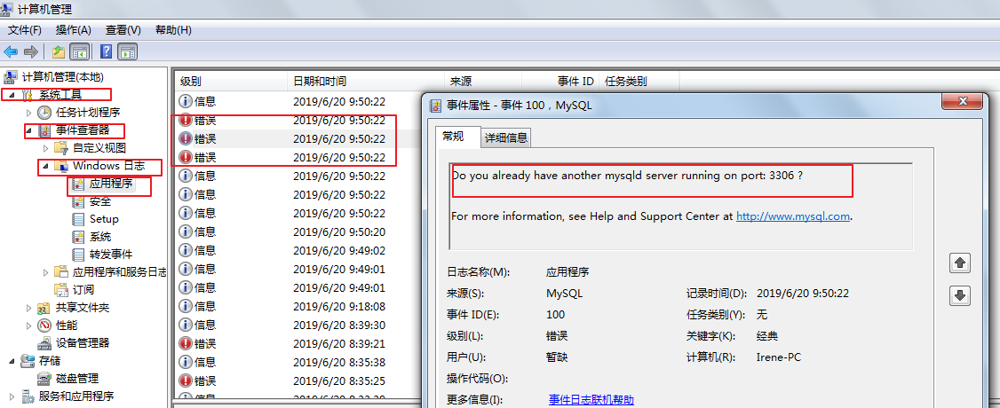 计算机管理
文件(F) 操作(A) 查看(V) 帮助(H)
计算机管理(本地)
系统工具
任务计划程序
事件查看器
自定义视图
Windows 日志
应用程序
安全
Setup
系统
转发事件
应用程序和服务日志
订阅
共享文件夹
性能
设备管理器
存储
磁盘管理
服务和应用程序
级别 日期和时间 来源 事件 ID 任务类别
信息 2019/6/20 9:50:22
错误 2019/6/20 9:50:22
错误 2019/6/20 9:50:22
错误 2019/6/20 9:50:22
信息 2019/6/20 9:50:22
信息 2019/6/20 9:50:22
信息 2019/6/20 9:50:22
信息 2019/6/20 9:50:20
信息 2019/6/20 9:49:02
信息 2019/6/20 9:49:01
信息 2019/6/20 9:49:01
信息 2019/6/20 9:18:08
信息 2019/6/20 8:39:30
错误 2019/6/20 8:39:21
信息 2019/6/20 8:35:38
错误 2019/6/20 8:35:25
事件属性 - 事件 100，MySQL
常规 详细信息
Do you already have another mysqld server running on port: 3306 ?
For more information, see Help and Support Center at http://www.mysql.com.
日志名称(M): 应用程序
来源(S): MySQL 记录时间(D): 2019/6/20 9:50:22
事件 ID(E): 100 任务类别(Y): 无
级别(L): 错误 关键字(K): 经典
用户(U): 暂缺 计算机(R): Irene-PC
操作代码(O):
更多信息(I): 事件日志联机帮助